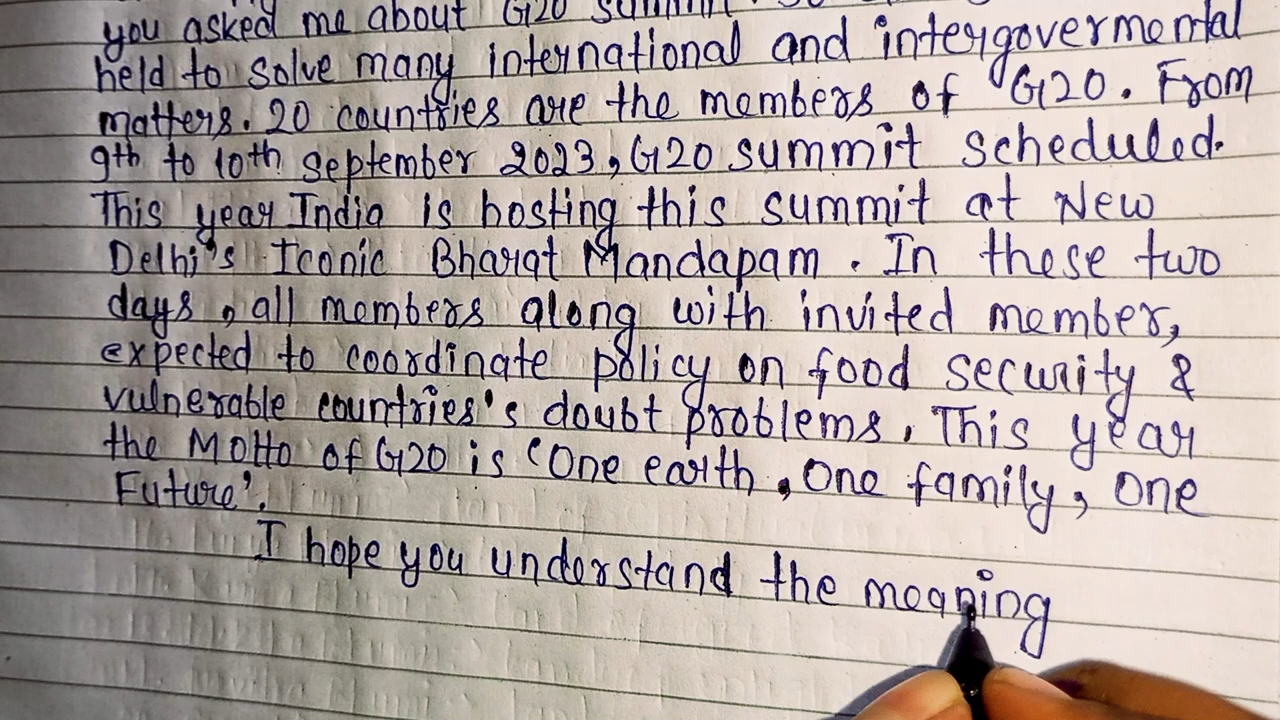 you asked me about G20 summit.
held to solve many international and intergovermental
matters. 20 countries are the members of G20. From
9th to 10th September 2023, G20 summit scheduled.
This year India is hosting this summit at New
Delhi's Iconic Bharat Mandapam. In these two
days, all members along with invited member,
expected to coordinate policy on food security &
vulnerable countries's doubt problems. This year
the Motto of G20 is 'One earth, One family, One
Future'.
I hope you understand the meaning